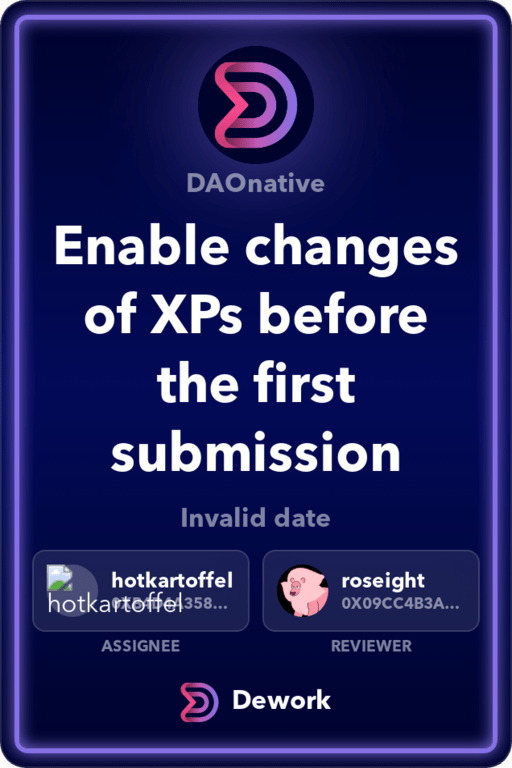 DAOnative
Enable changes
of XPs before
the first
submission
Invalid date
hotkartoffel
hotkartoffel
ASSIGNEE
roseight
0X09CC4B3A...
REVIEWER
Dework